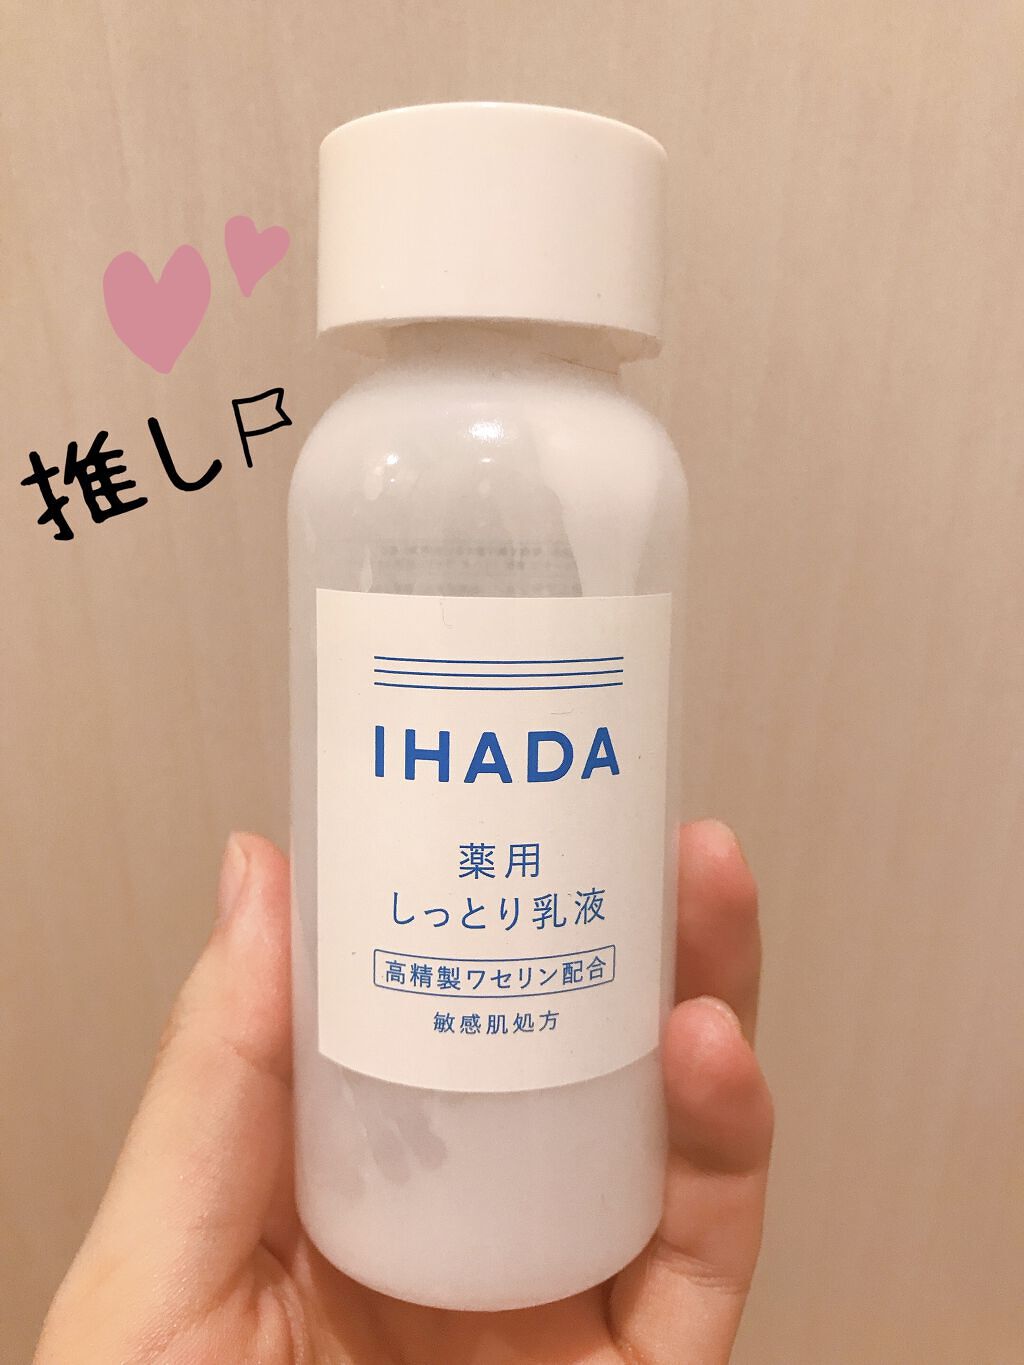 推し
IHADA
薬用
しっとり乳液
高精製ワセリン配合
敏感肌処方